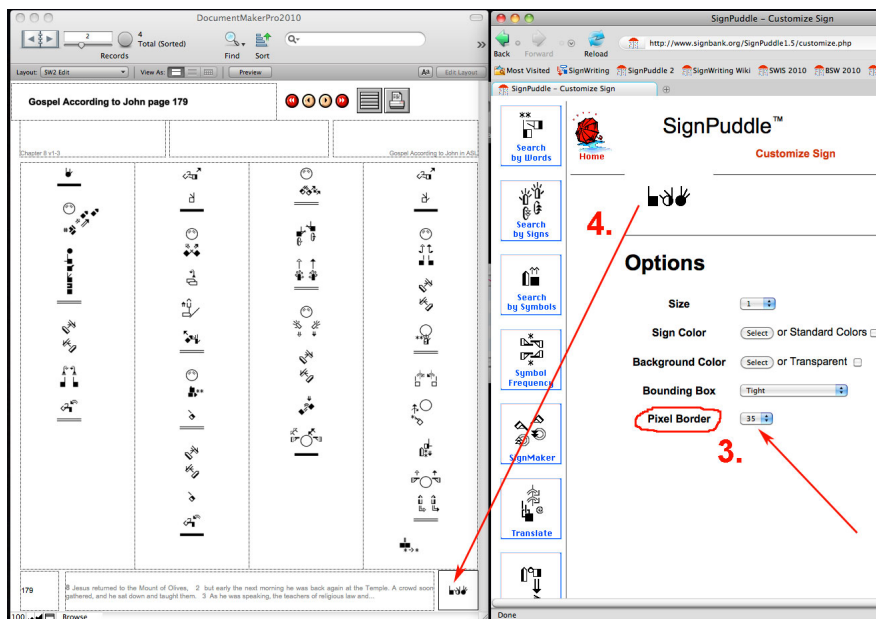 DocumentMakerPro2010
2
4
Total (Sorted)
Records
Find
Sort
Layout: SW2 Edit
View As:
Preview
Edit Layout
Gospel According to John page 179
Chapter 8 v1-3
Gospel According to John in ASL
179
8 Jesus returned to the Mount of Olives, 2 but early the next morning he was back again at the Temple. A crowd soon
gathered, and he sat down and taught them. 3 As he was speaking, the teachers of religious law and...
100
Browse
SignPuddle – Customize Sign
Back
Forward
Reload
http://www.signbank.org/SignPuddle1.5/customize.php
Most Visited
SignWriting
SignPuddle 2
SignWriting Wiki
SWIS 2010
BSW 2010
SignPuddle – Customize Sign
Search
by Words
Search
by Signs
Search
by Symbols
Symbol
Frequency
SignMaker
Translate
Home
SignPuddle™
Customize Sign
4.
Options
Size
1
Sign Color
Select
or Standard Colors
Background Color
Select
or Transparent
Bounding Box
Tight
Pixel Border
35
3.
Done